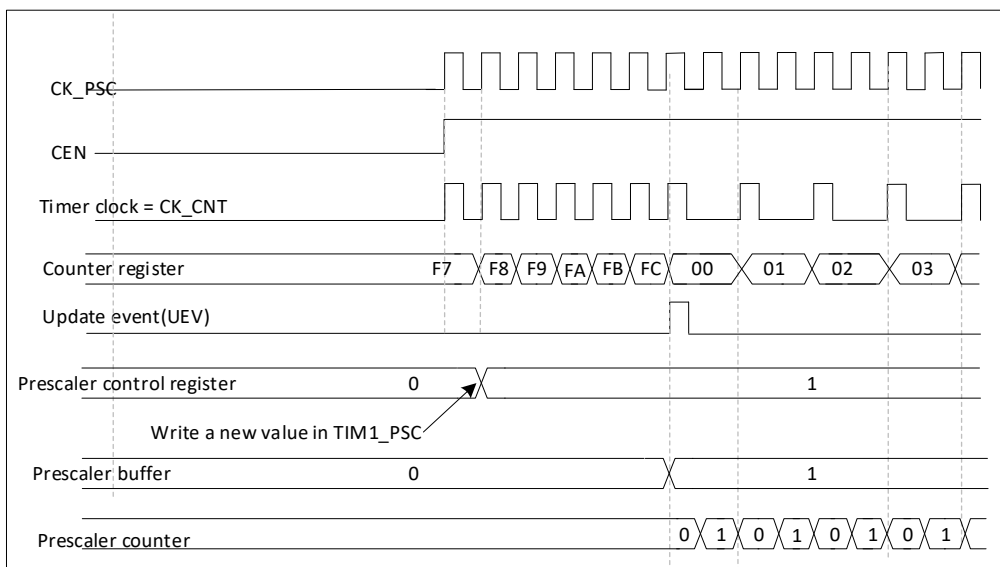 CK_PSC
CEN
Timer clock = CK_CNT
Counter register F7 F8 F9 FA FB FC 00 01 02 03
Update event(UEV)
Prescaler control register 0 1
Write a new value in TIM1_PSC
Prescaler buffer 0 1
Prescaler counter 0 1 0 1 0 1 0 1